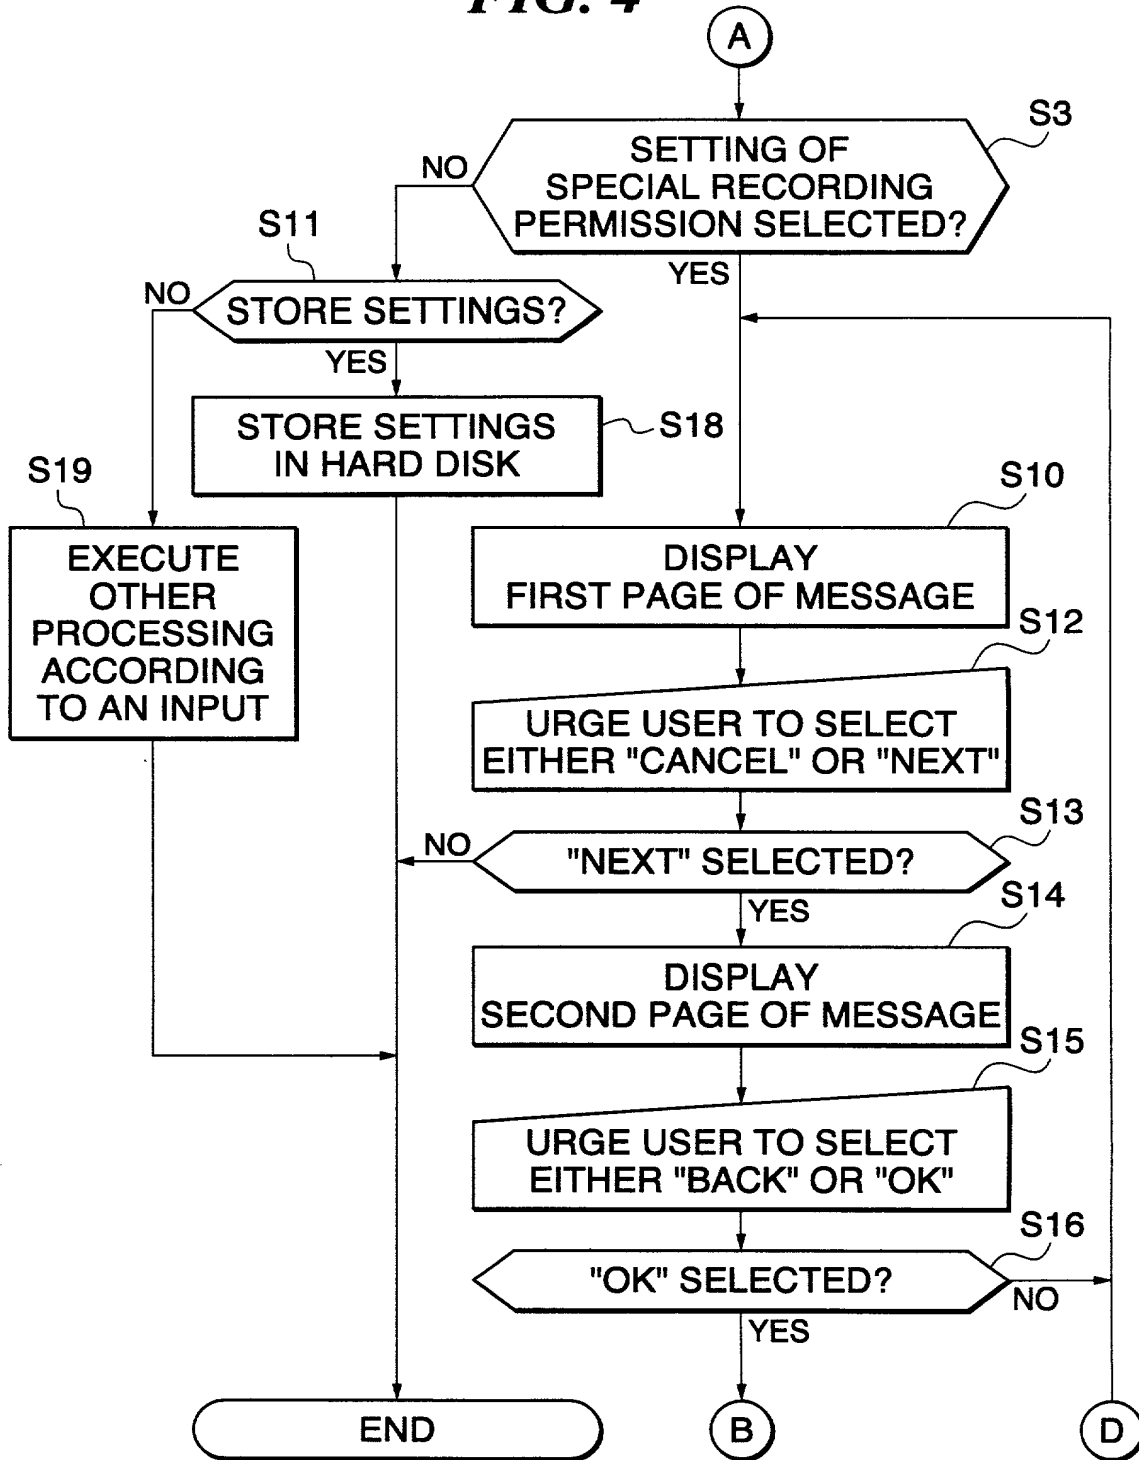 FIG. 4
A
S3
SETTING OF
SPECIAL RECORDING
PERMISSION SELECTED?
NO
YES
S11
STORE SETTINGS?
NO
YES
S18
STORE SETTINGS
IN HARD DISK
S19
EXECUTE
OTHER
PROCESSING
ACCORDING
TO AN INPUT
S10
DISPLAY
FIRST PAGE OF MESSAGE
S12
URGE USER TO SELECT
EITHER "CANCEL" OR "NEXT"
S13
"NEXT" SELECTED?
NO
YES
S14
DISPLAY
SECOND PAGE OF MESSAGE
S15
URGE USER TO SELECT
EITHER "BACK" OR "OK"
S16
"OK" SELECTED?
NO
YES
END
B
D